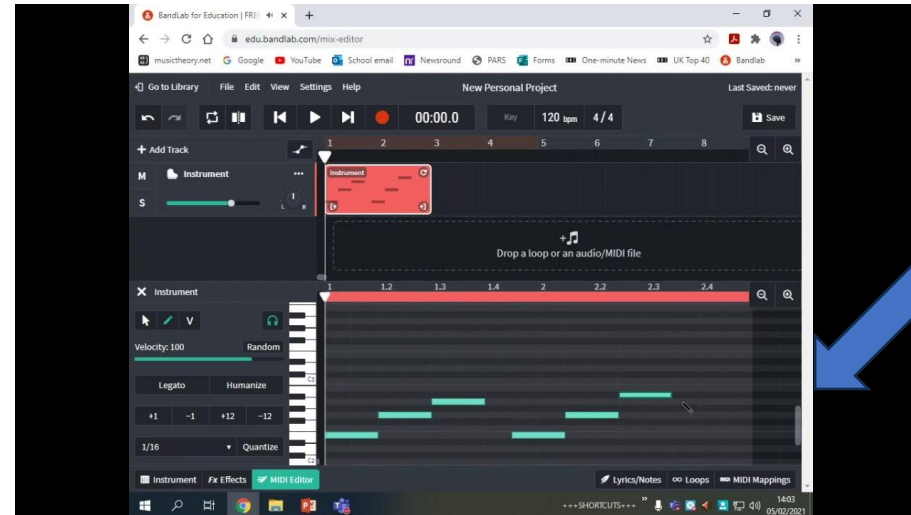 BandLab for Education | FREE
edu.bandlab.com/mix-editor
musictheory.net Google YouTube School email Newsround PARS Forms One-minute News UK Top 40 Bandlab »
Go to Library File Edit View Settings Help New Personal Project Last Saved: never
00:00.0 Key 120 bpm 4/4 Save
+ Add Track 1 2 3 4 5 6 7 8
M Instrument ... Instrument
S L R
+
Drop a loop or an audio/MIDI file
X Instrument 1 1.2 1.3 1.4 2 2.2 2.3 2.4
V
Velocity: 100 Random
Legato Humanize C3
+1 -1 +12 -12
1/16 Quantize
C2
Instrument Fx Effects MIDI Editor Lyrics/Notes Loops MIDI Mappings
+++SHORTCUTS+++ » 14:03
05/02/2021